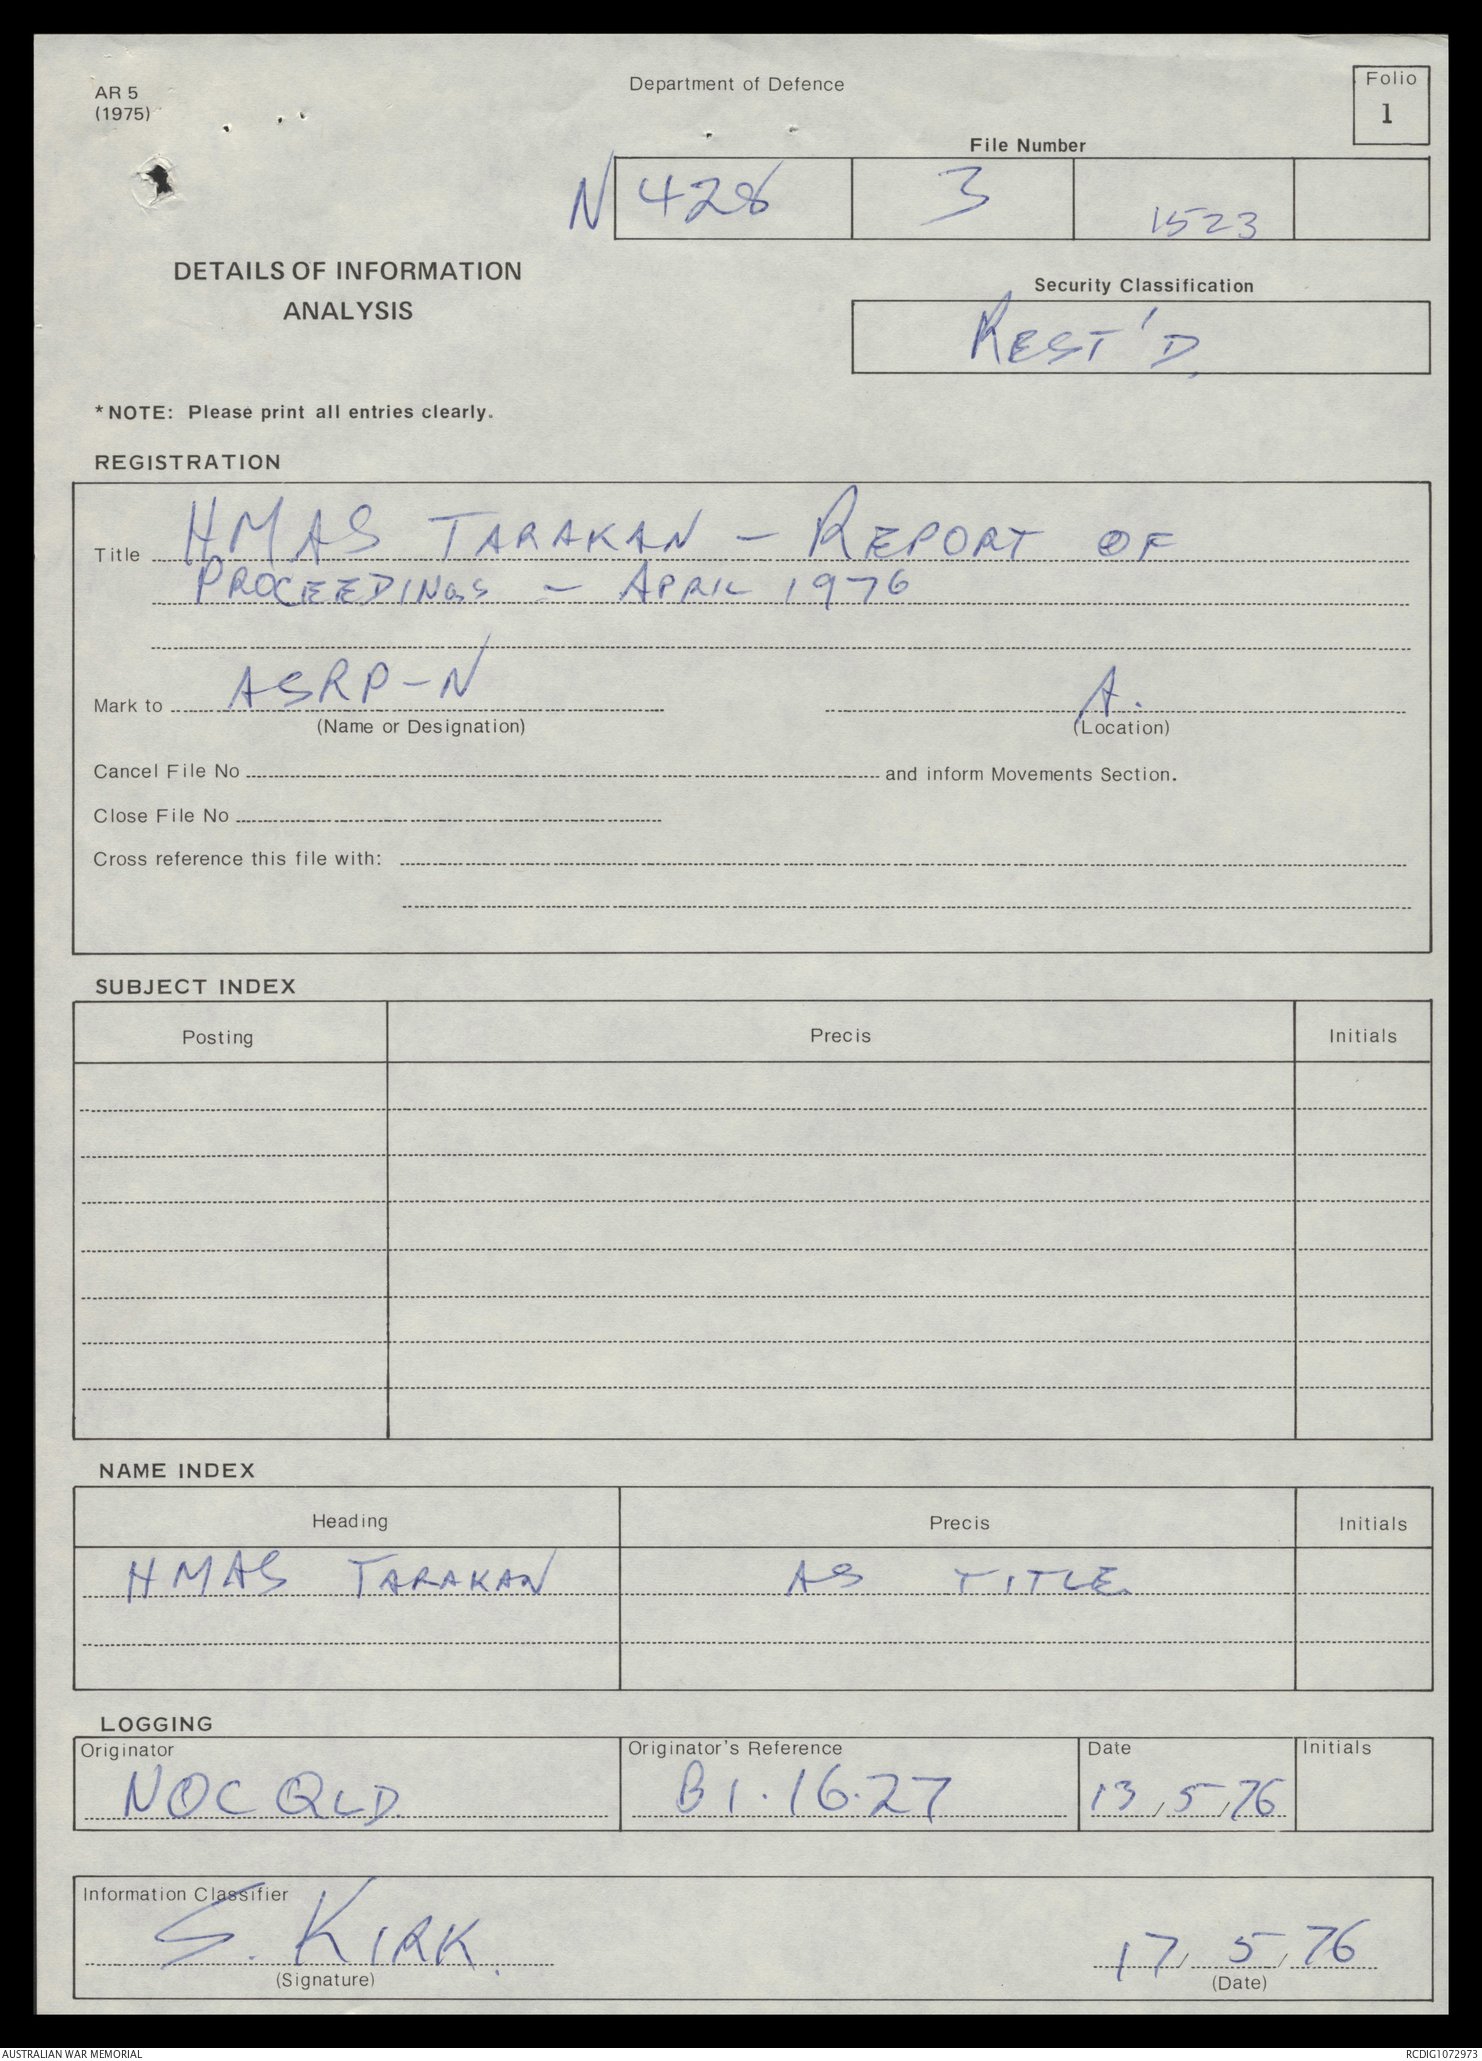 AR 5
(1975)
Department of Defence
Folio
1
File Number
N 428 3 1523
DETAILS OF INFORMATION
ANALYSIS
Security Classification
REST'D
*NOTE: Please print all entries clearly.
REGISTRATION
Title HMAS TARAKAN - REPORT OF
PROCEEDINGS - APRIL 1976
Mark to ASRP-N A.
(Name or Designation) (Location)
Cancel File No and inform Movements Section.
Close File No
Cross reference this file with:
SUBJECT INDEX
Posting Precis Initials
NAME INDEX
Heading Precis Initials
HMAS TARAKAN AS TITLE.
LOGGING
Originator Originator's Reference Date Initials
NOC QLD B1.16.27 13/5/76
Information Classifier
S. KIRK. 17/5/76
(Signature) (Date)
AUSTRALIAN WAR MEMORIAL RCDIG1072973